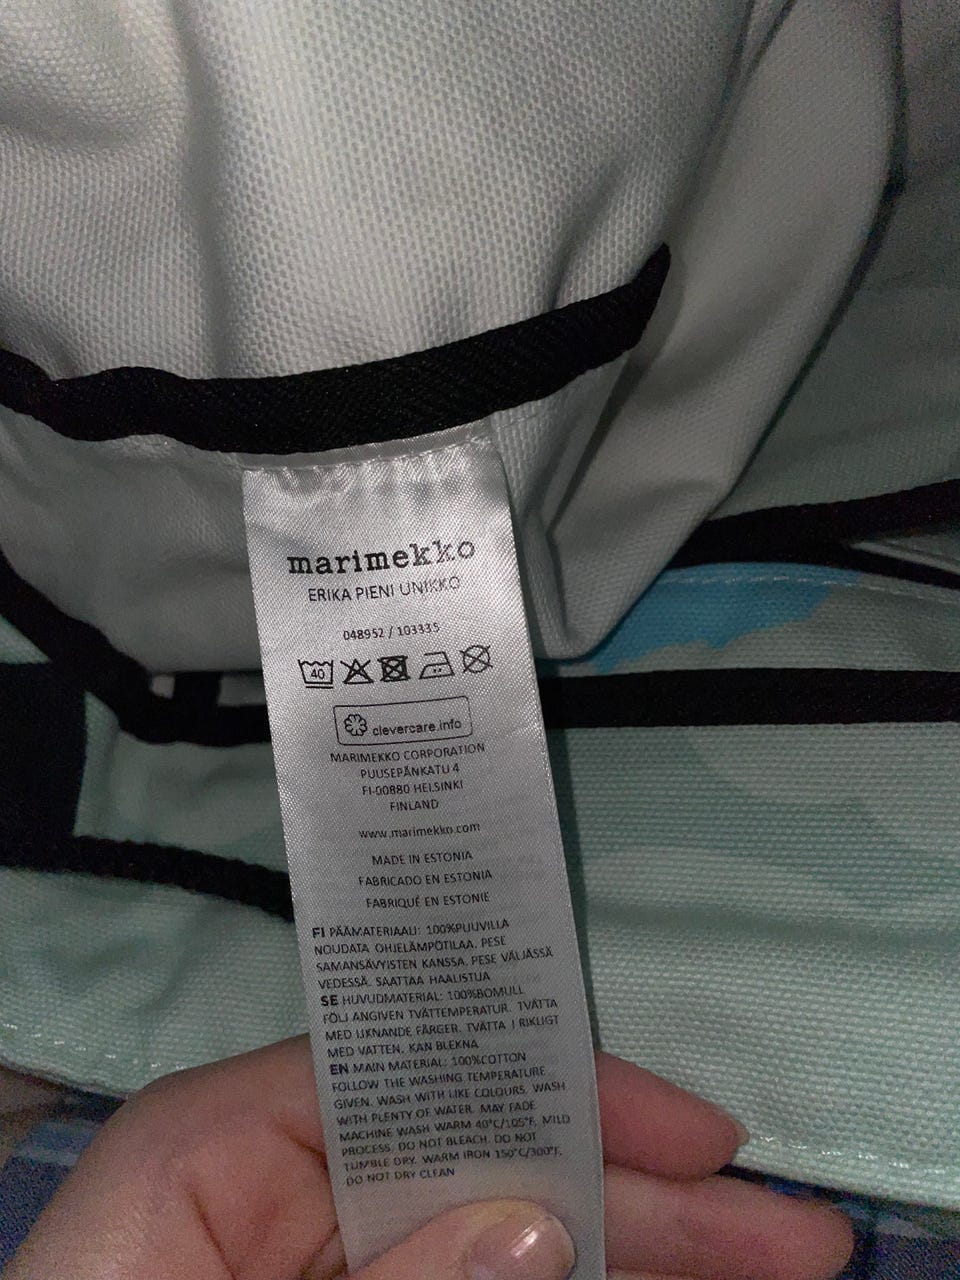 marimekko
ERIKA PIENI UNIKKO
048952 / 103335
40
clevercare.info
MARIMEKKO CORPORATION
PUUSEPÄNKATU 4
FI-00880 HELSINKI
FINLAND
www.marimekko.com
MADE IN ESTONIA
FABRICADO EN ESTONIA
FABRIQUÉ EN ESTONIE
FI PÄÄMATERIAALI: 100%PUUVILLA
NOUDATA OHJELÄMPÖTILAA. PESE
SAMANSÄVYISTEN KANSSA. PESE VÄLJÄSSÄ
VEDESSÄ. SAATTAA HAALISTUA
SE HUVUDMATERIAL: 100%BOMULL
FÖLJ ANGIVEN TVÄTTEMPERATUR. TVÄTTA
MED LIKNANDE FÄRGER. TVÄTTA I RIKLIGT
MED VATTEN. KAN BLEKNA
EN MAIN MATERIAL: 100%COTTON
FOLLOW THE WASHING TEMPERATURE
GIVEN. WASH WITH LIKE COLOURS. WASH
WITH PLENTY OF WATER. MAY FADE
MACHINE WASH WARM 40°C/105°F, MILD
PROCESS. DO NOT BLEACH. DO NOT
TUMBLE DRY. WARM IRON 150°C/300°F.
DO NOT DRY CLEAN